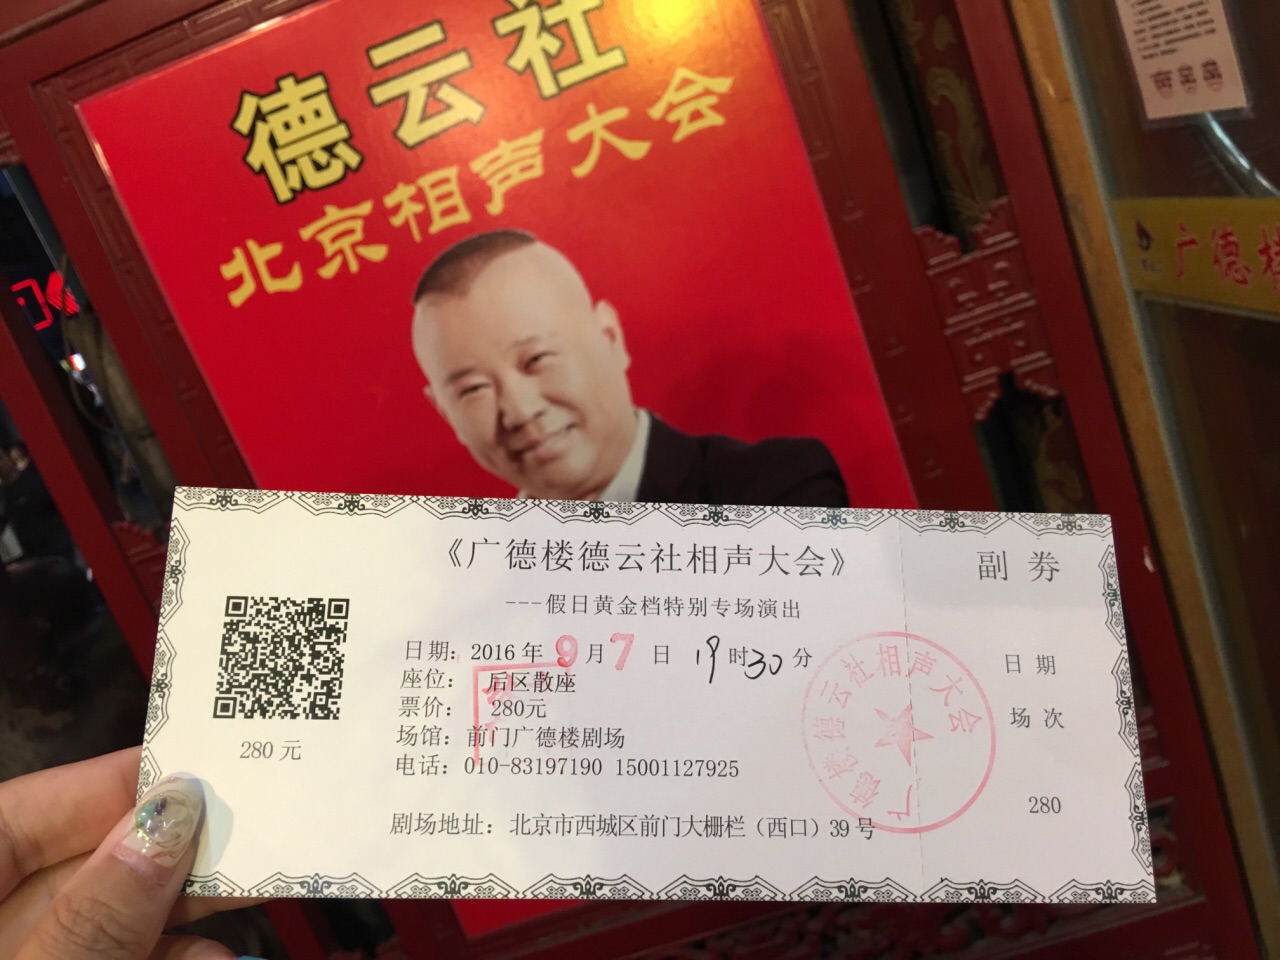 德云社
北京相声大会
广德楼
《广德楼德云社相声大会》
---假日黄金档特别专场演出
日期：2016 年 9 月 7 日 19 时 30 分
座位： 后区散座
票价： 280元
场馆：前门广德楼剧场
电话：010-83197190 15001127925
剧场地址：北京市西城区前门大栅栏（西口）39 号
280 元
副 券
日 期
场 次
280
广德楼德云社相声大会